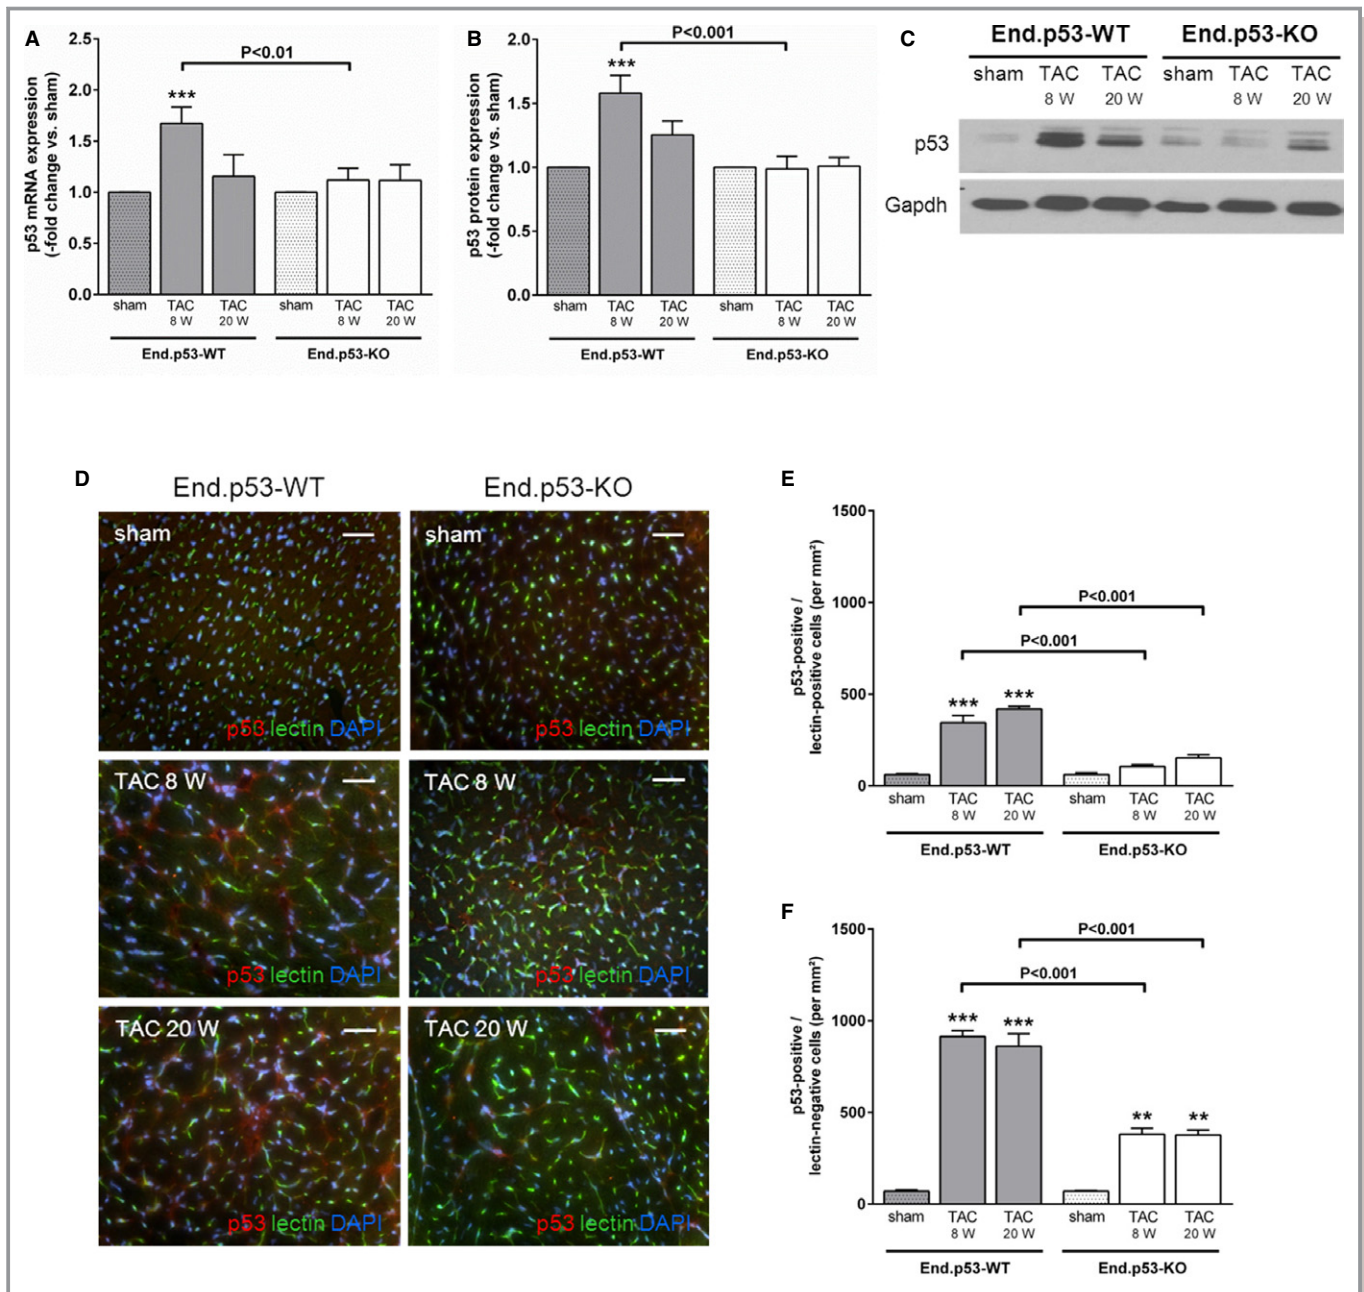 A
p53 mRNA expression
(-fold change vs. sham)
2.5
2.0
1.5
1.0
0.5
0.0
P<0.01
***
sham TAC TAC sham TAC TAC
8 W 20 W 8 W 20 W
End.p53-WT End.p53-KO
B
p53 protein expression
(-fold change vs. sham)
2.0
1.5
1.0
0.5
0.0
P<0.001
***
sham TAC TAC sham TAC TAC
8 W 20 W 8 W 20 W
End.p53-WT End.p53-KO
C
End.p53-WT End.p53-KO
sham TAC TAC sham TAC TAC
8 W 20 W 8 W 20 W
p53
Gapdh
D
End.p53-WT End.p53-KO
sham sham
p53 lectin DAPI p53 lectin DAPI
TAC 8 W TAC 8 W
p53 lectin DAPI p53 lectin DAPI
TAC 20 W TAC 20 W
p53 lectin DAPI p53 lectin DAPI
E
p53-positive /
lectin-positive cells (per mm²)
1500
1000
500
0
P<0.001
P<0.001
*** ***
sham TAC TAC sham TAC TAC
8 W 20 W 8 W 20 W
End.p53-WT End.p53-KO
F
p53-positive /
lectin-negative cells (per mm²)
1500
1000
500
0
P<0.001
P<0.001
*** ***
** **
sham TAC TAC sham TAC TAC
8 W 20 W 8 W 20 W
End.p53-WT End.p53-KO